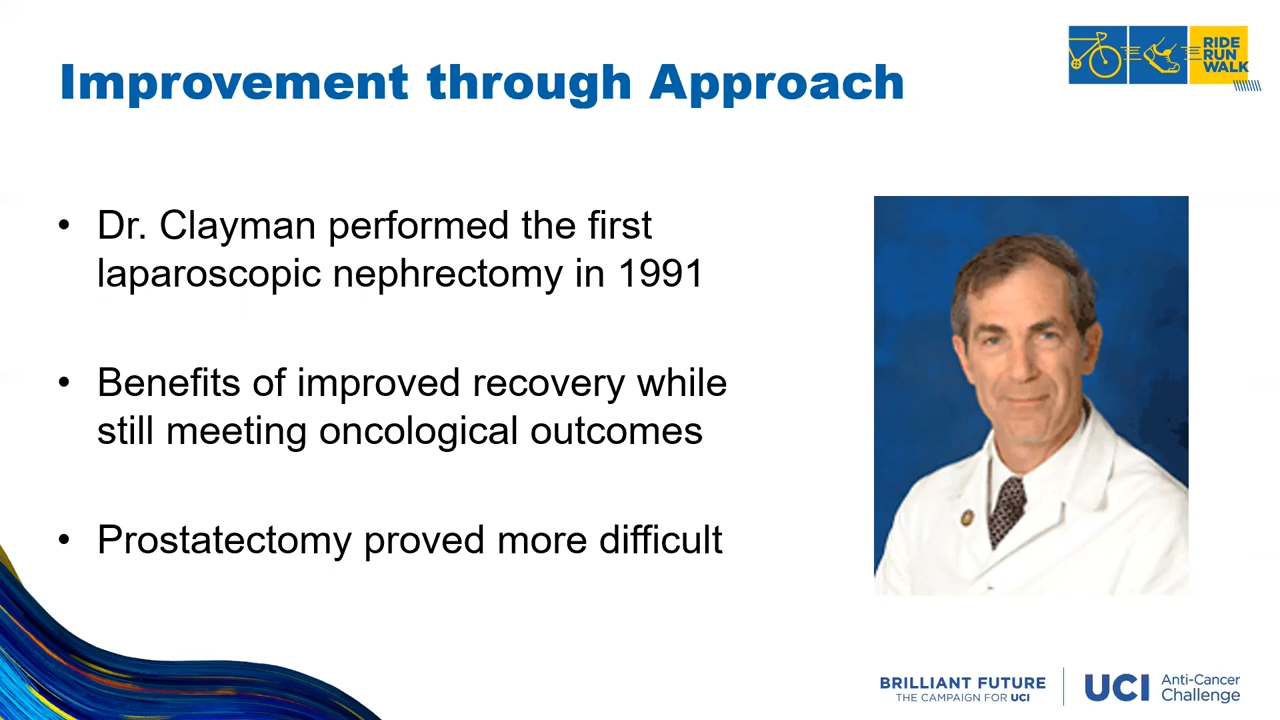 Improvement through Approach
RIDE
RUN
WALK
• Dr. Clayman performed the first
laparoscopic nephrectomy in 1991
• Benefits of improved recovery while
still meeting oncological outcomes
• Prostatectomy proved more difficult
BRILLIANT FUTURE
THE CAMPAIGN FOR UCI
UCI Anti-Cancer
Challenge